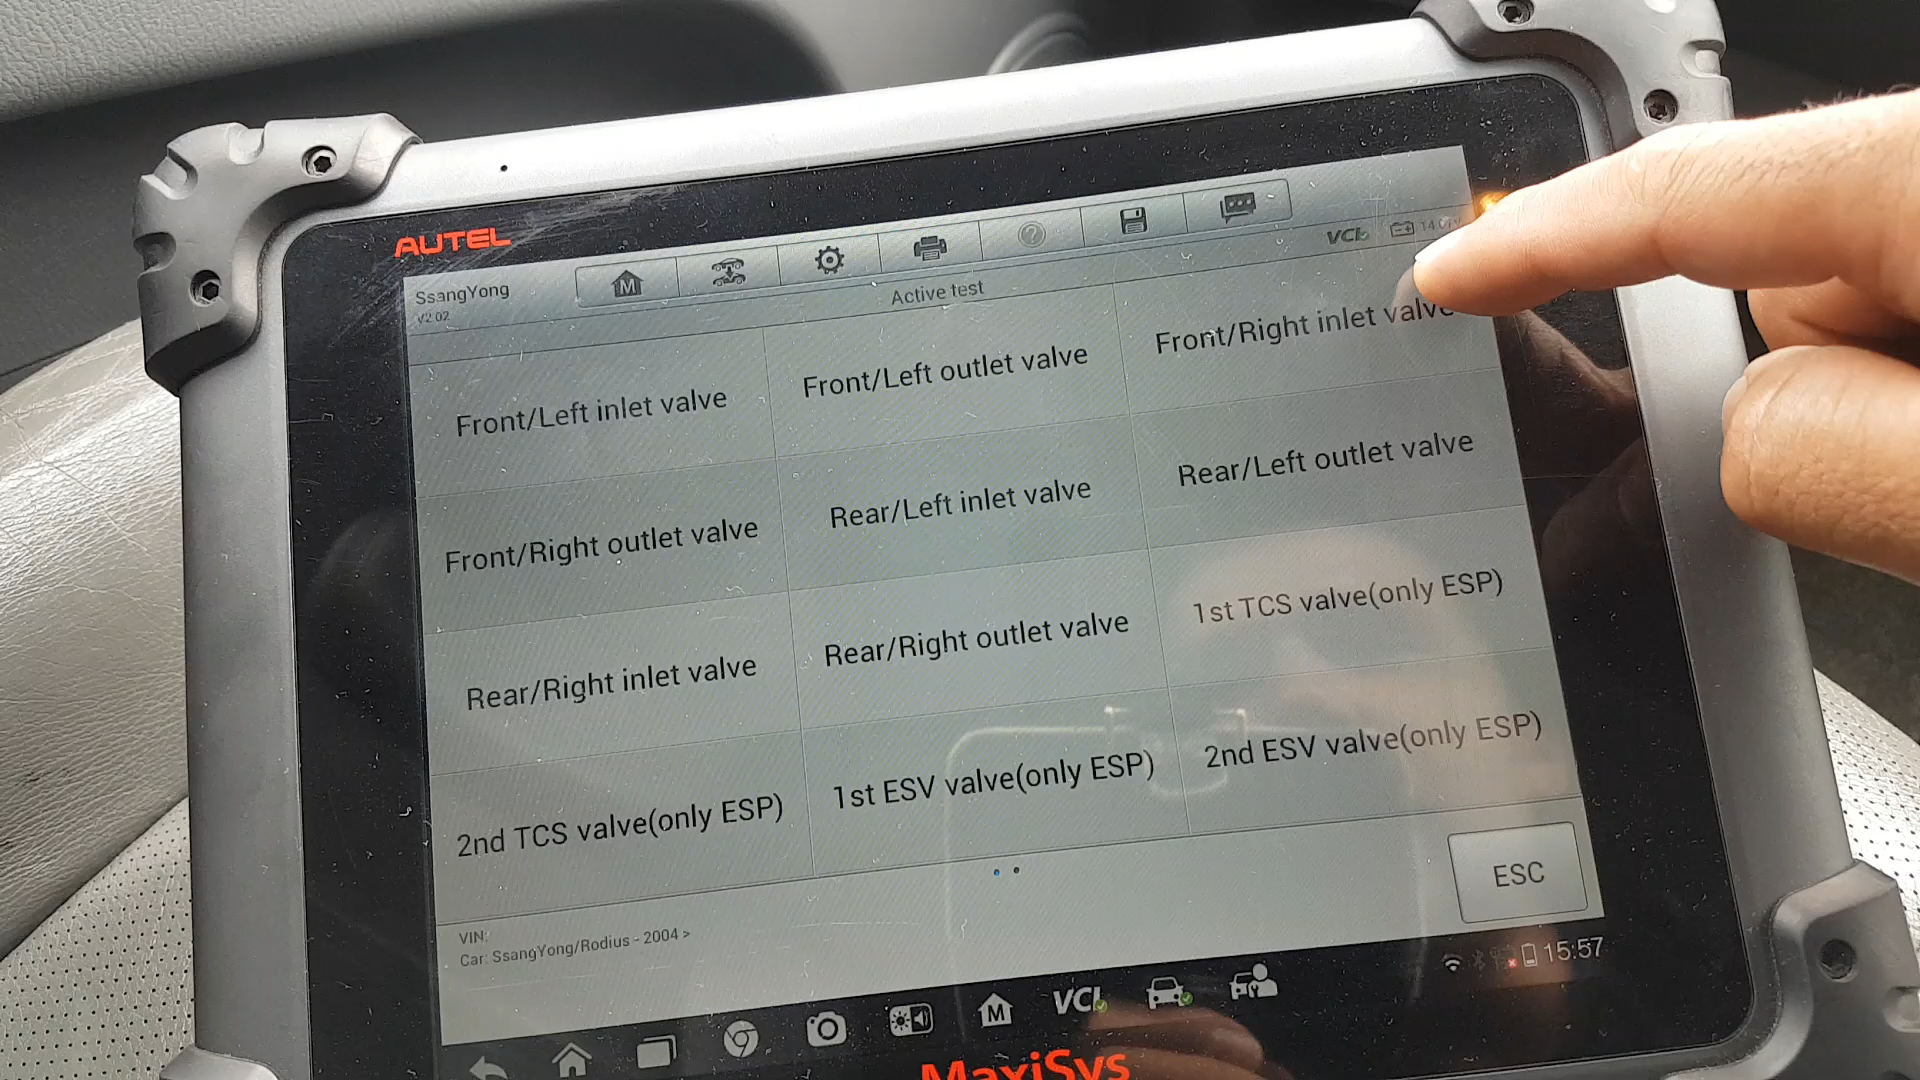 AUTEL
SsangYong
V2.02
M
VCI
Active test
Front/Left inlet valve
Front/Left outlet valve
Front/Right inlet valve
Front/Right outlet valve
Rear/Left inlet valve
Rear/Left outlet valve
Rear/Right inlet valve
Rear/Right outlet valve
1st TCS valve(only ESP)
2nd TCS valve(only ESP)
1st ESV valve(only ESP)
2nd ESV valve(only ESP)
ESC
VIN:
Car: SsangYong/Rodius - 2004 >
15:57
M
VCI
MaxiSys